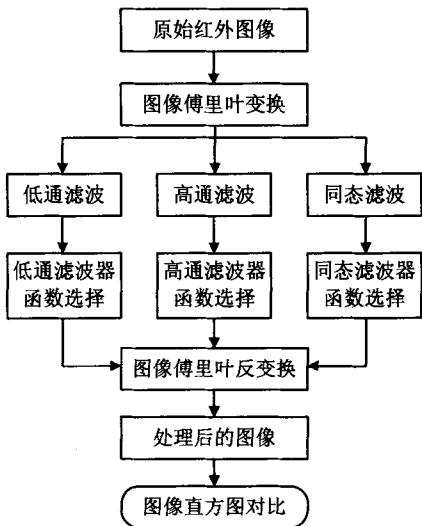 原始红外图像
图像傅里叶变换
低通滤波
高通滤波
同态滤波
低通滤波器
函数选择
高通滤波器
函数选择
同态滤波器
函数选择
图像傅里叶反变换
处理后的图像
图像直方图对比